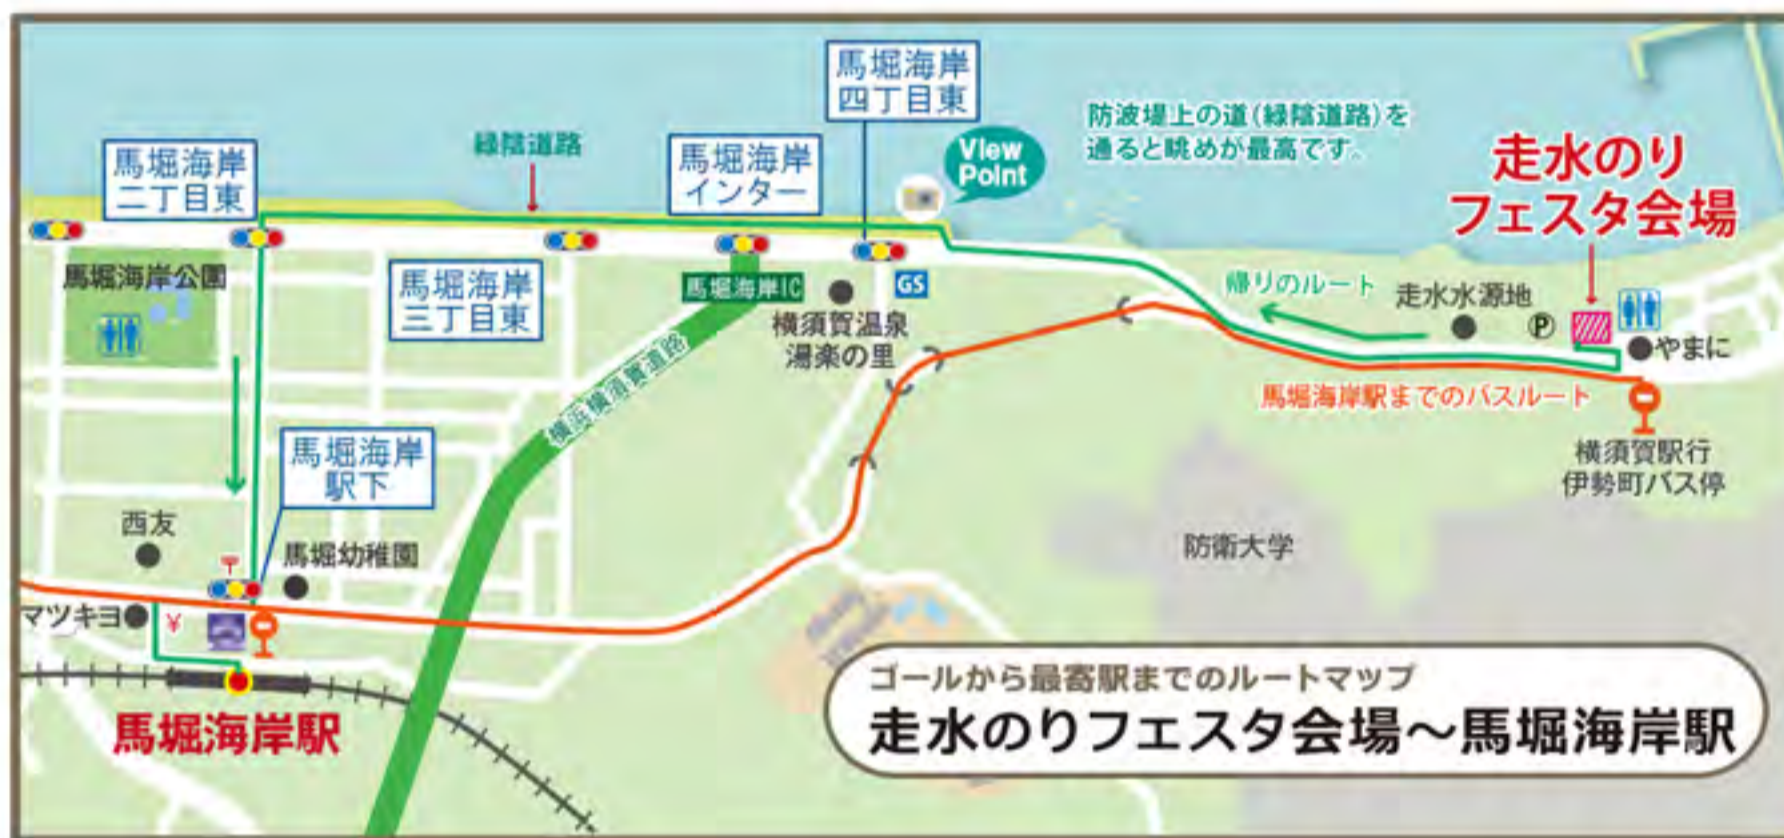 馬堀海岸
四丁目東
防波堤上の道(緑陰道路)を
通ると眺めが最高です。
View
Point
走水のり
フェスタ会場
馬堀海岸
二丁目東
緑陰道路
馬堀海岸
インター
馬堀海岸公園
馬堀海岸
三丁目東
馬堀海岸IC
GS
横須賀温泉
湯楽の里
帰りのルート
走水水源地
P
やまに
横浜横須賀道路
馬堀海岸駅までのバスルート
横須賀駅行
伊勢町バス停
馬堀海岸
駅下
西友
〒
馬堀幼稚園
防衛大学
マツキヨ
¥
馬堀海岸駅
ゴールから最寄駅までのルートマップ
走水のりフェスタ会場～馬堀海岸駅